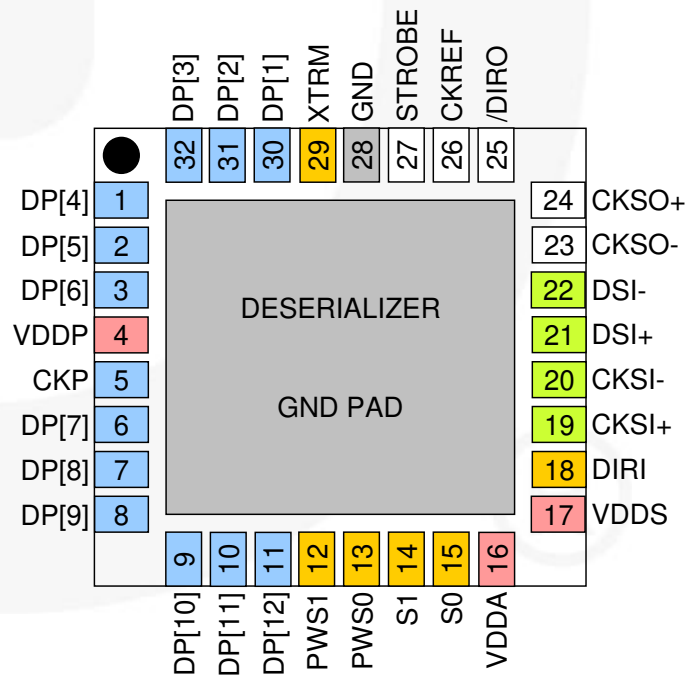 DP[3]
DP[2]
DP[1]
XTRM
GND
STROBE
CKREF
/DIRO
32
31
30
29
28
27
26
25
DP[4] 1
DP[5] 2
DP[6] 3
VDDP 4
CKP 5
DP[7] 6
DP[8] 7
DP[9] 8
DESERIALIZER
GND PAD
24 CKSO+
23 CKSO-
22 DSI-
21 DSI+
20 CKSI-
19 CKSI+
18 DIRI
17 VDDS
9
10
11
12
13
14
15
16
DP[10]
DP[11]
DP[12]
PWS1
PWS0
S1
S0
VDDA